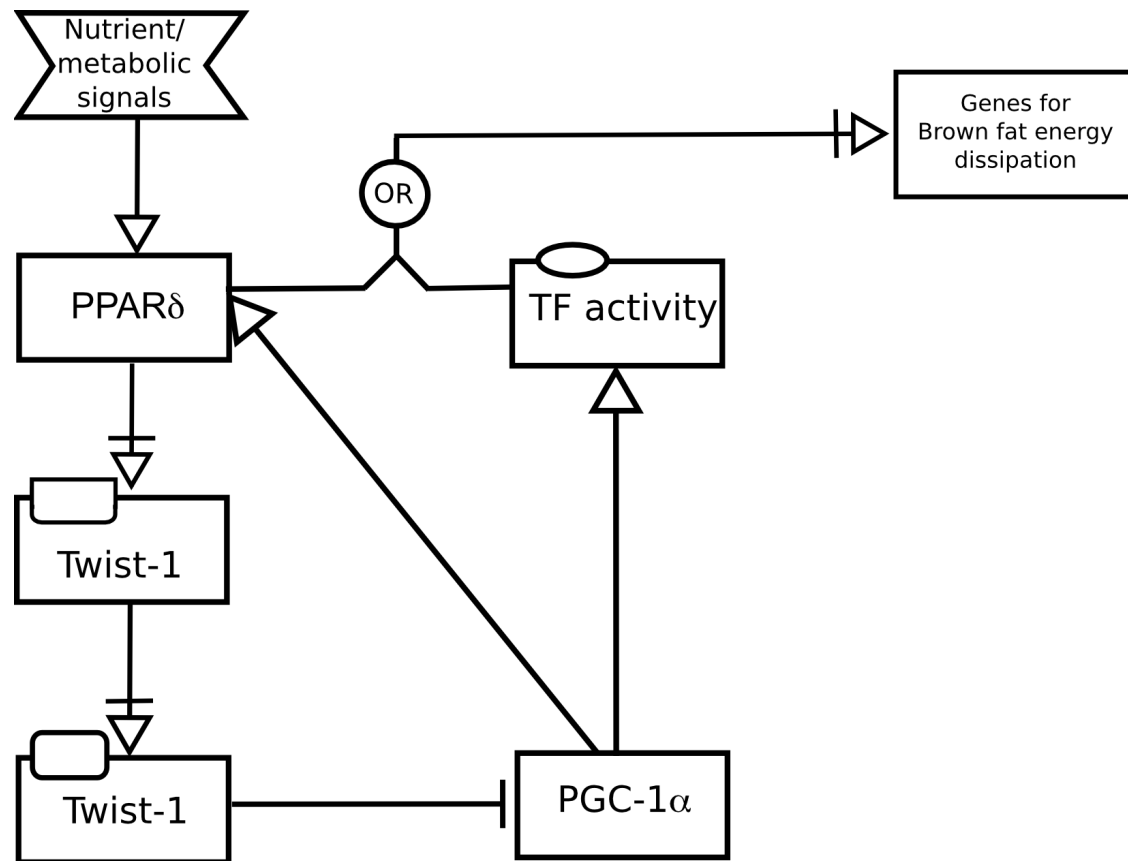 Nutrient/
metabolic
signals
Genes for
Brown fat energy
dissipation
OR
PPARδ
TF activity
Twist-1
Twist-1
PGC-1α